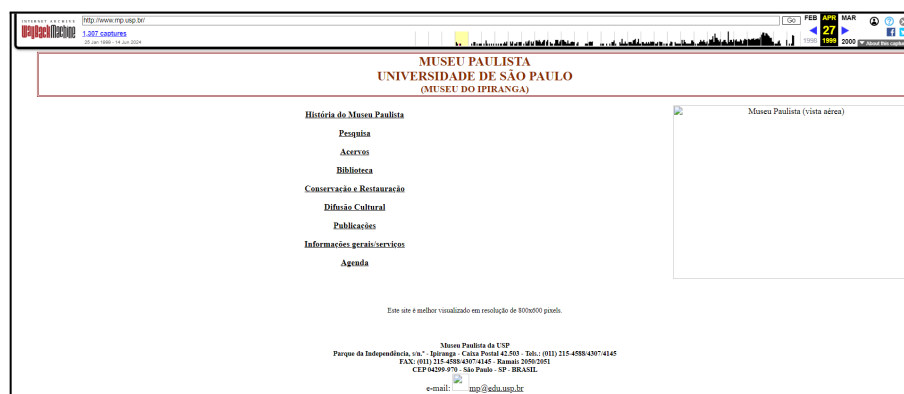 INTERNET ARCHIVE
WayBackMachine
http://www.mp.usp.br/
Go
FEB APR MAR
1,307 captures
27
25 Jan 1999 - 14 Jun 2024
1998 1999 2000
About this capture
MUSEU PAULISTA
UNIVERSIDADE DE SÃO PAULO
(MUSEU DO IPIRANGA)
História do Museu Paulista
Museu Paulista (vista aérea)
Pesquisa
Acervos
Biblioteca
Conservação e Restauração
Difusão Cultural
Publicações
Informações gerais/serviços
Agenda
Este site é melhor visualizado em resolução de 800x600 pixels.
Museu Paulista da USP
Parque da Independência, s/n.º - Ipiranga - Caixa Postal 42.503 - Tels.: (011) 215-4588/4307/4145
FAX: (011) 215-4588/4307/4145 - Ramais 2050/2051
CEP 04299-970 - São Paulo - SP - BRASIL
e-mail: mp@edu.usp.br